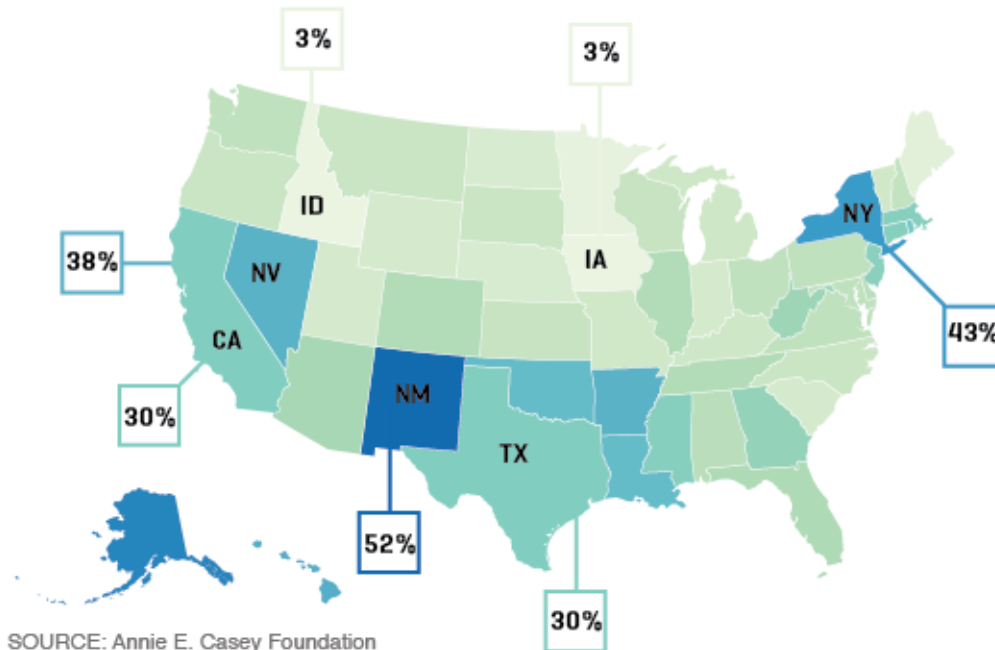 3%
3%
ID
NY
38%
NV
IA
CA
43%
30%
NM
TX
52%
30%
SOURCE: Annie E. Casey Foundation